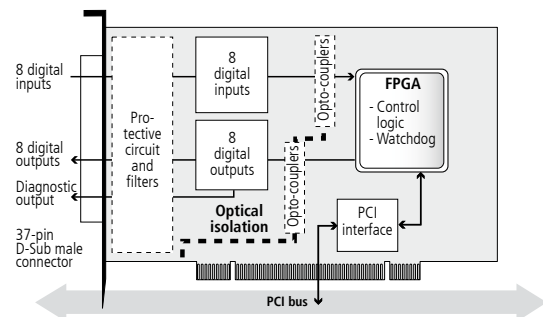 8 digital
inputs
8 digital
outputs
Diagnostic
output
37-pin
D-Sub male
connector
Pro-
tective
circuit
and
filters
8
digital
inputs
8
digital
outputs
Optical
isolation
Opto-couplers
Opto-couplers
FPGA
- Control
logic
- Watchdog
PCI
interface
PCI bus